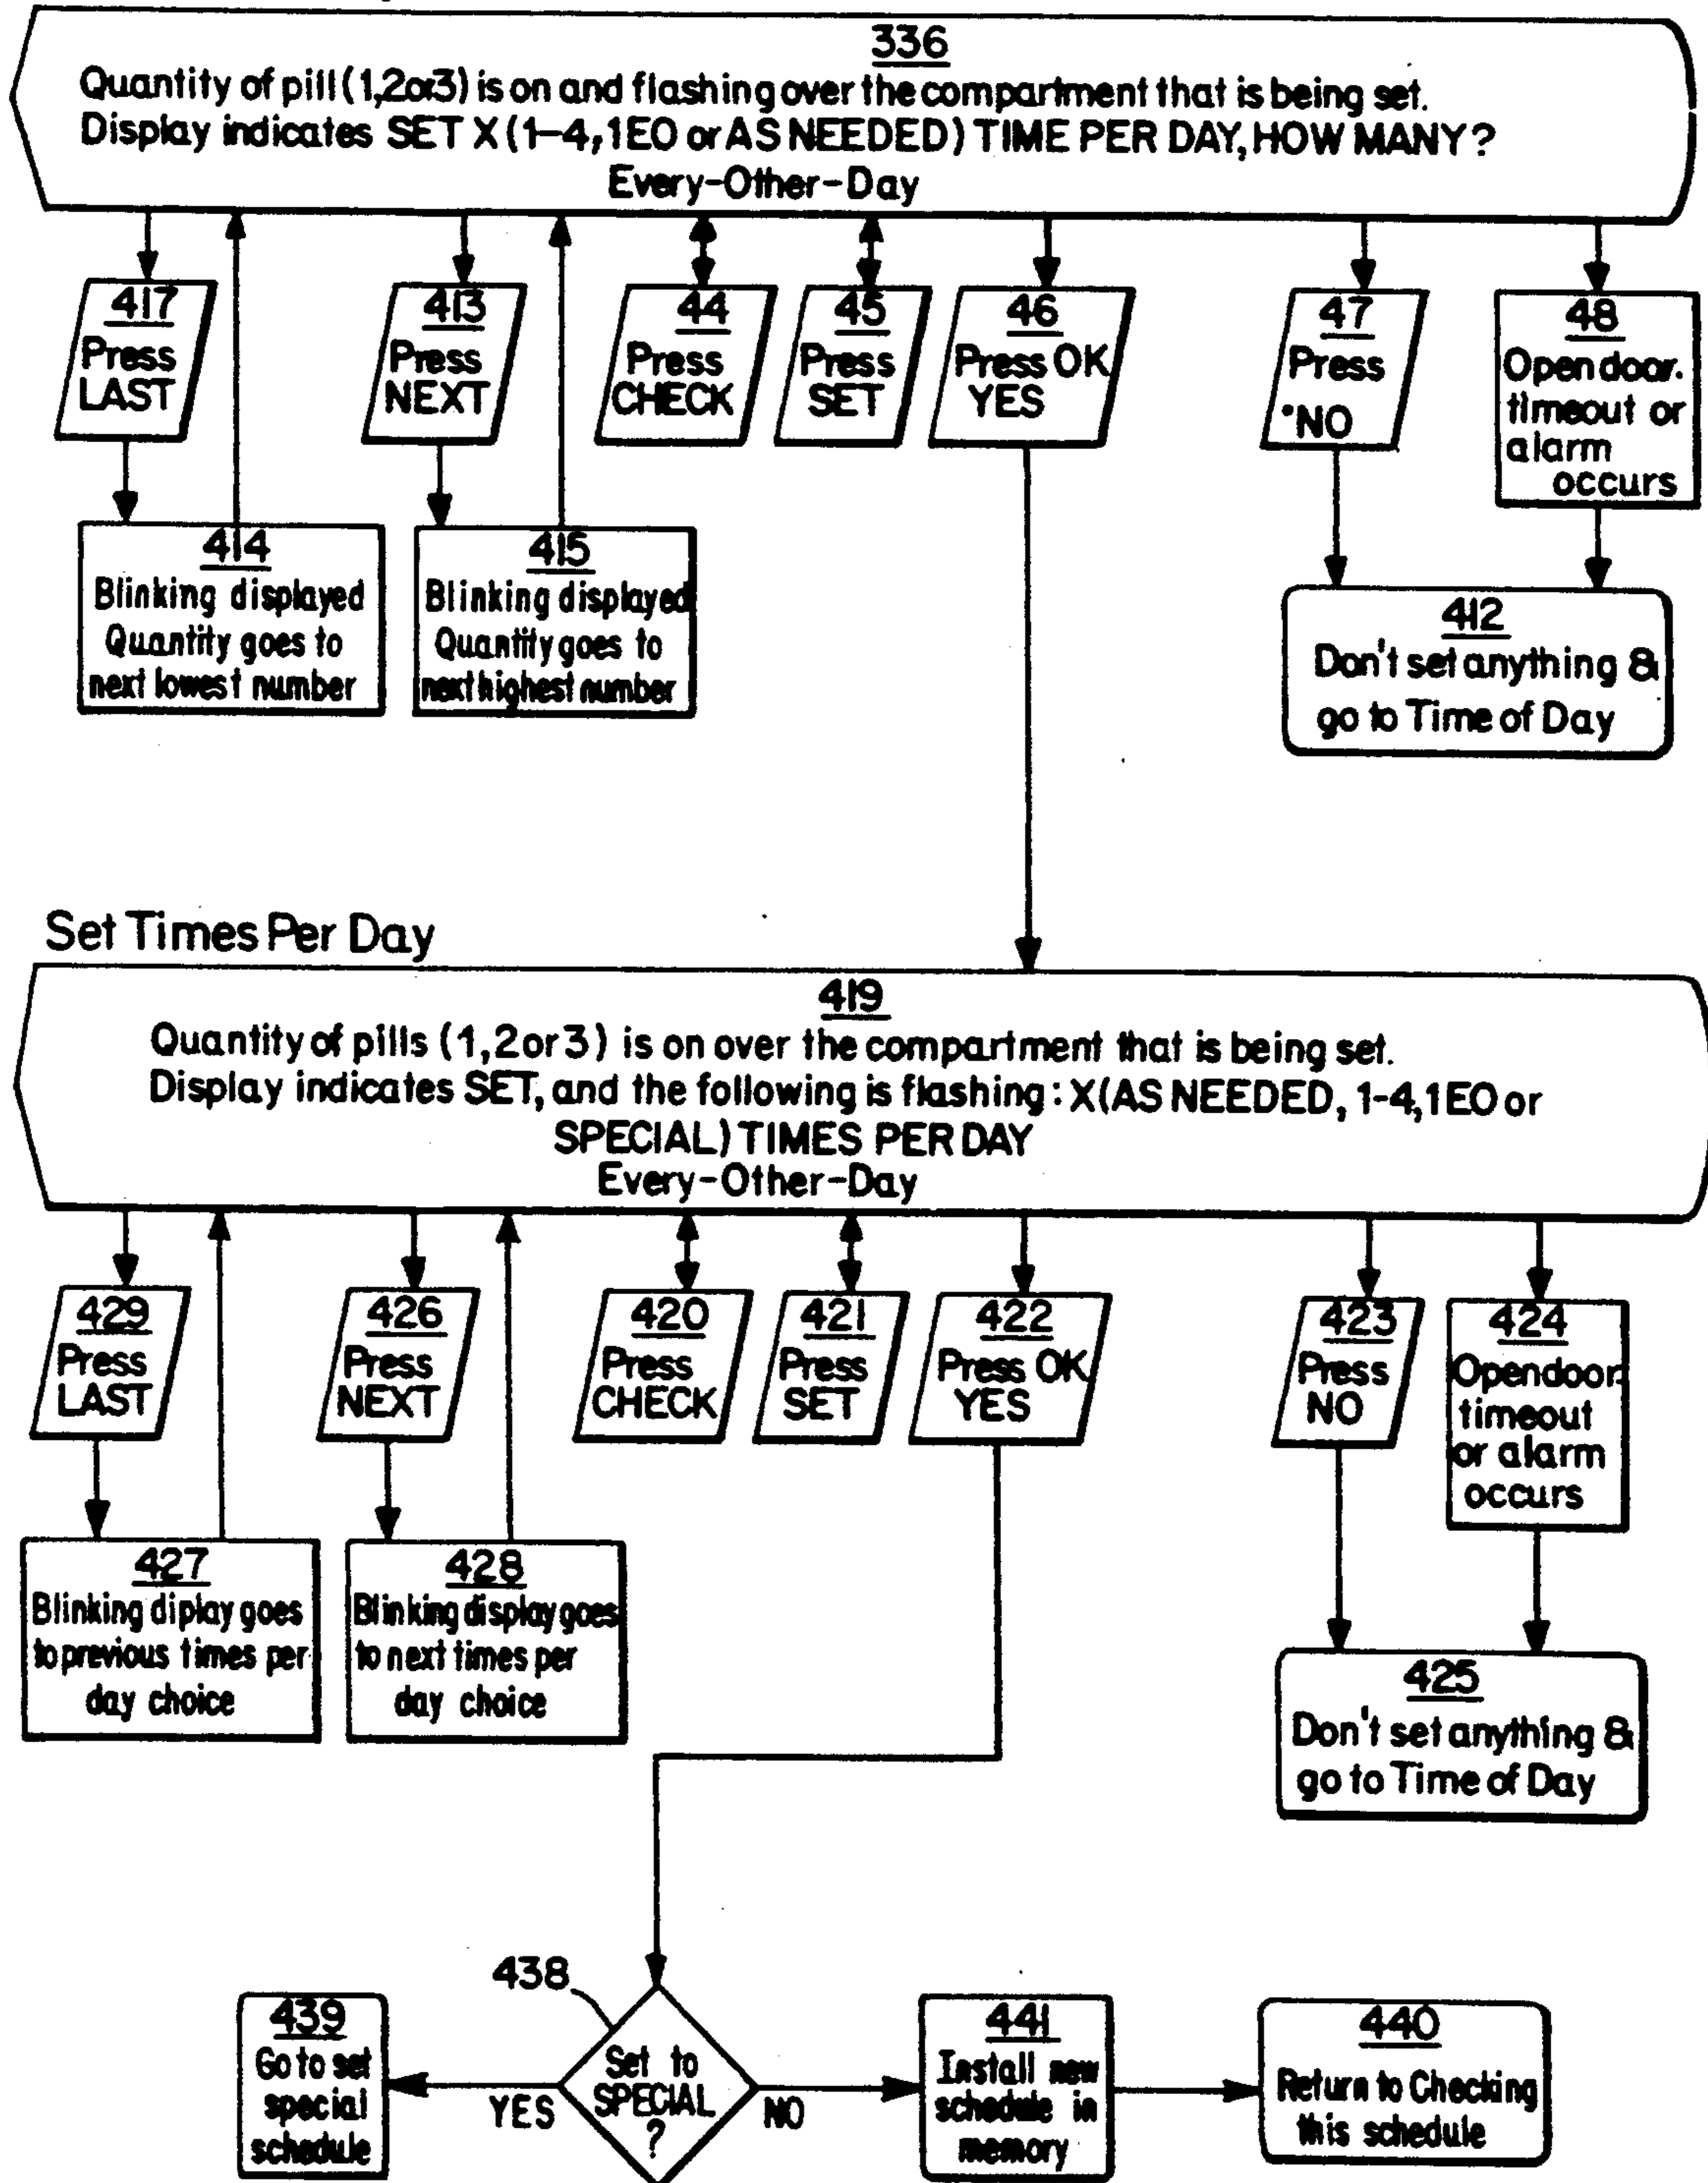 336
Quantity of pill (1,2or3) is on and flashing over the compartment that is being set.
Display indicates SET X (1-4, 1EO or AS NEEDED) TIME PER DAY, HOW MANY?
Every-Other-Day
417
Press
LAST
413
Press
NEXT
44
Press
CHECK
45
Press
SET
46
Press OK
YES
47
Press
NO
48
Open door.
timeout or
alarm
occurs
414
Blinking displayed
Quantity goes to
next lowest number
415
Blinking displayed
Quantity goes to
next highest number
412
Don't set anything &
go to Time of Day
Set Times Per Day
419
Quantity of pills (1,2or3) is on over the compartment that is being set.
Display indicates SET, and the following is flashing: X(AS NEEDED, 1-4, 1EO or
SPECIAL) TIMES PER DAY
Every-Other-Day
429
Press
LAST
426
Press
NEXT
420
Press
CHECK
421
Press
SET
422
Press OK
YES
423
Press
NO
424
Open door.
timeout
or alarm
occurs
427
Blinking diplay goes
to previous times per
day choice
428
Blinking display goes
to next times per
day choice
425
Don't set anything &
go to Time of Day
438
439
Go to set
special
schedule
YES
Set to
SPECIAL
?
NO
441
Install new
schedule in
memory
440
Return to Checking
this schedule